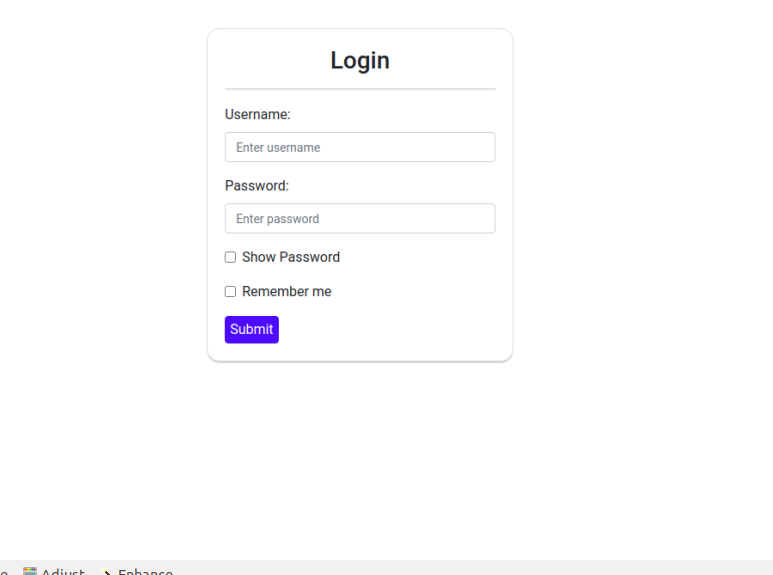 Login
Username:
Enter username
Password:
Enter password
Show Password
Remember me
Submit
Adjust Enhance